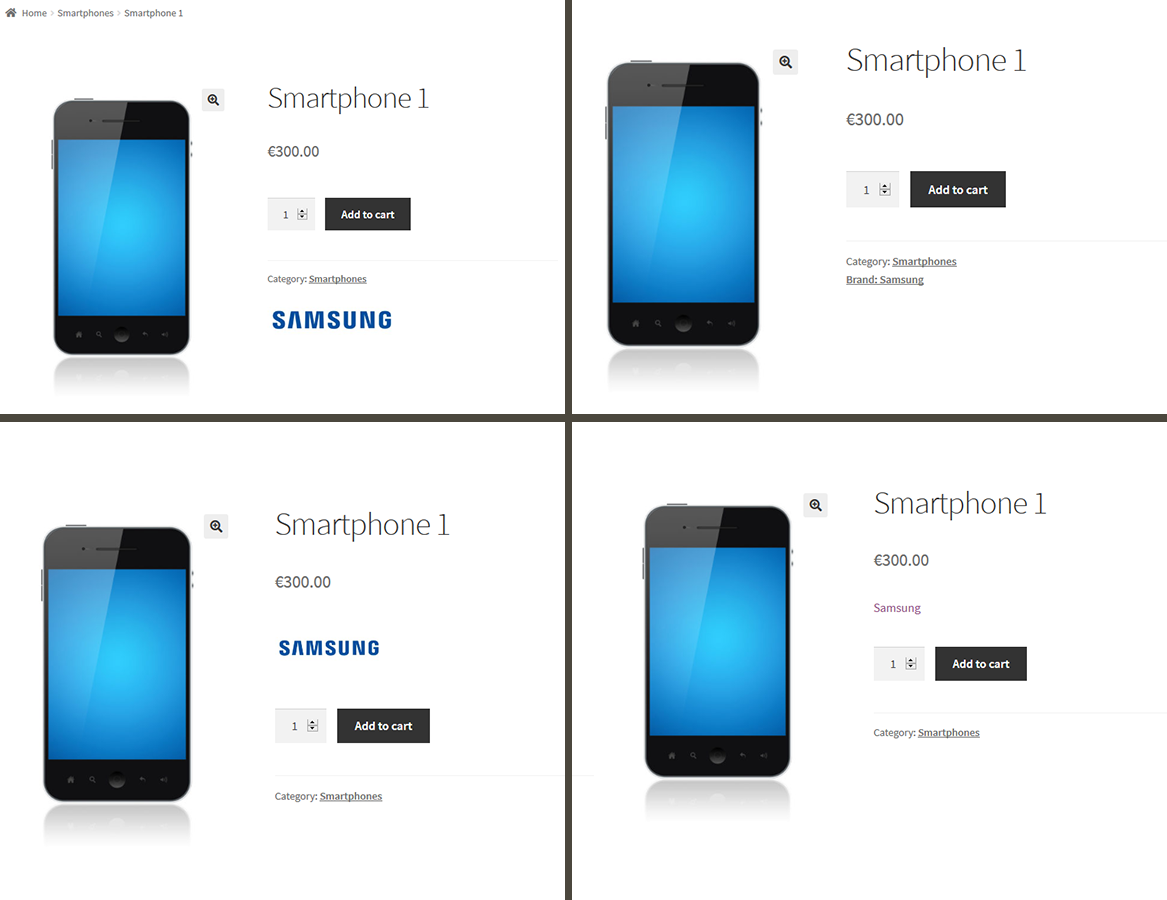 Home > Smartphones > Smartphone 1
Smartphone 1
€300.00
1 Add to cart
Category: Smartphones
SAMSUNG
Smartphone 1
€300.00
1 Add to cart
Category: Smartphones
Brand: Samsung
Smartphone 1
€300.00
SAMSUNG
1 Add to cart
Category: Smartphones
Smartphone 1
€300.00
Samsung
1 Add to cart
Category: Smartphones